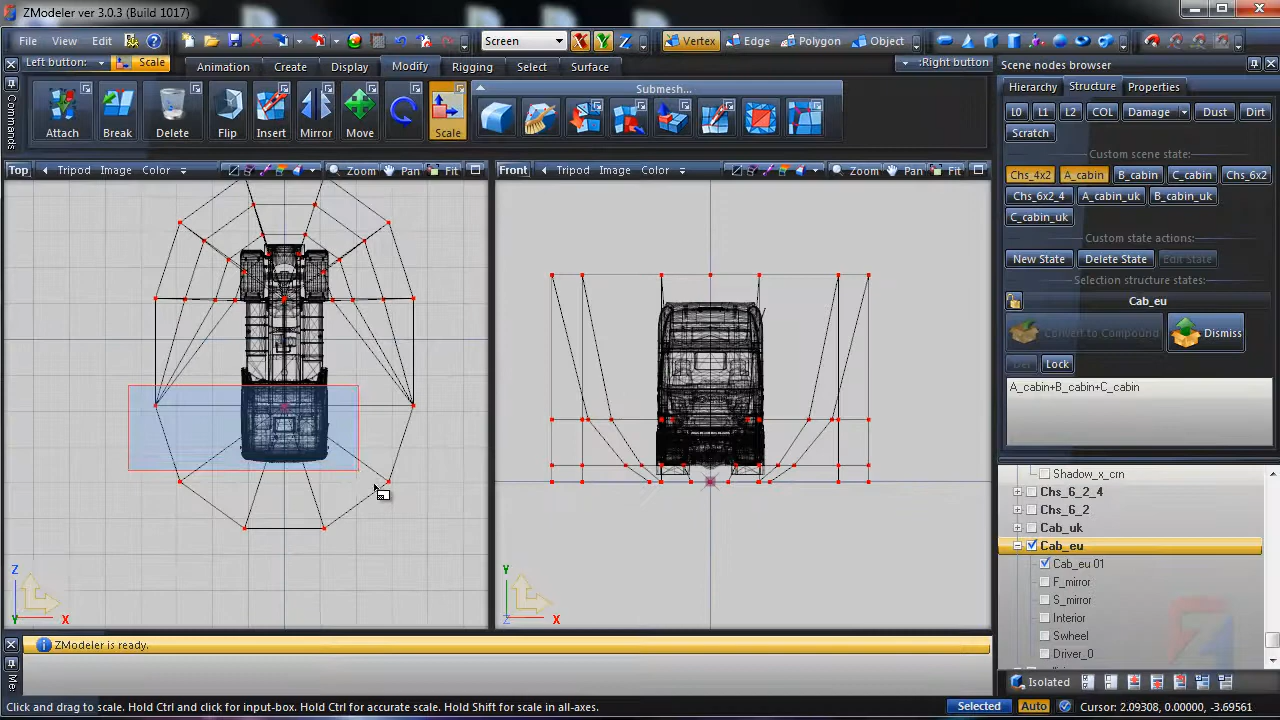 ZModeler ver 3.0.3 (Build 1017)
File View Edit Screen X Y Z Vertex Edge Polygon Object
Left button: Scale Animation Create Display Modify Rigging Select Surface :Right button
Commands
Submesh...
Attach Break Delete Flip Insert Mirror Move Scale
Top Tripod Image Color Zoom Pan Fit
Front Tripod Image Color Zoom Pan Fit
Z
Y X
Y
Z X
Scene nodes browser
Hierarchy Structure Properties
L0 L1 L2 COL Damage Dust Dirt
Scratch
Custom scene state:
Chs_4x2 A_cabin B_cabin C_cabin Chs_6x2
Chs_6x2_4 A_cabin_uk B_cabin_uk
C_cabin_uk
Custom state actions:
New State Delete State Edit State
Selection structure states:
Cab_eu
Convert to Compound Dismiss
Def Lock
A_cabin+B_cabin+C_cabin
Shadow_x_cm
Chs_6_2_4
Chs_6_2
Cab_uk
Cab_eu
Cab_eu 01
F_mirror
S_mirror
Interior
Swheel
Driver_0
Isolated
ZModeler is ready.
Me
Click and drag to scale. Hold Ctrl and click for input-box. Hold Ctrl for accurate scale. Hold Shift for scale in all-axes.
Selected Auto Cursor: 2.09308, 0.00000, -3.69561